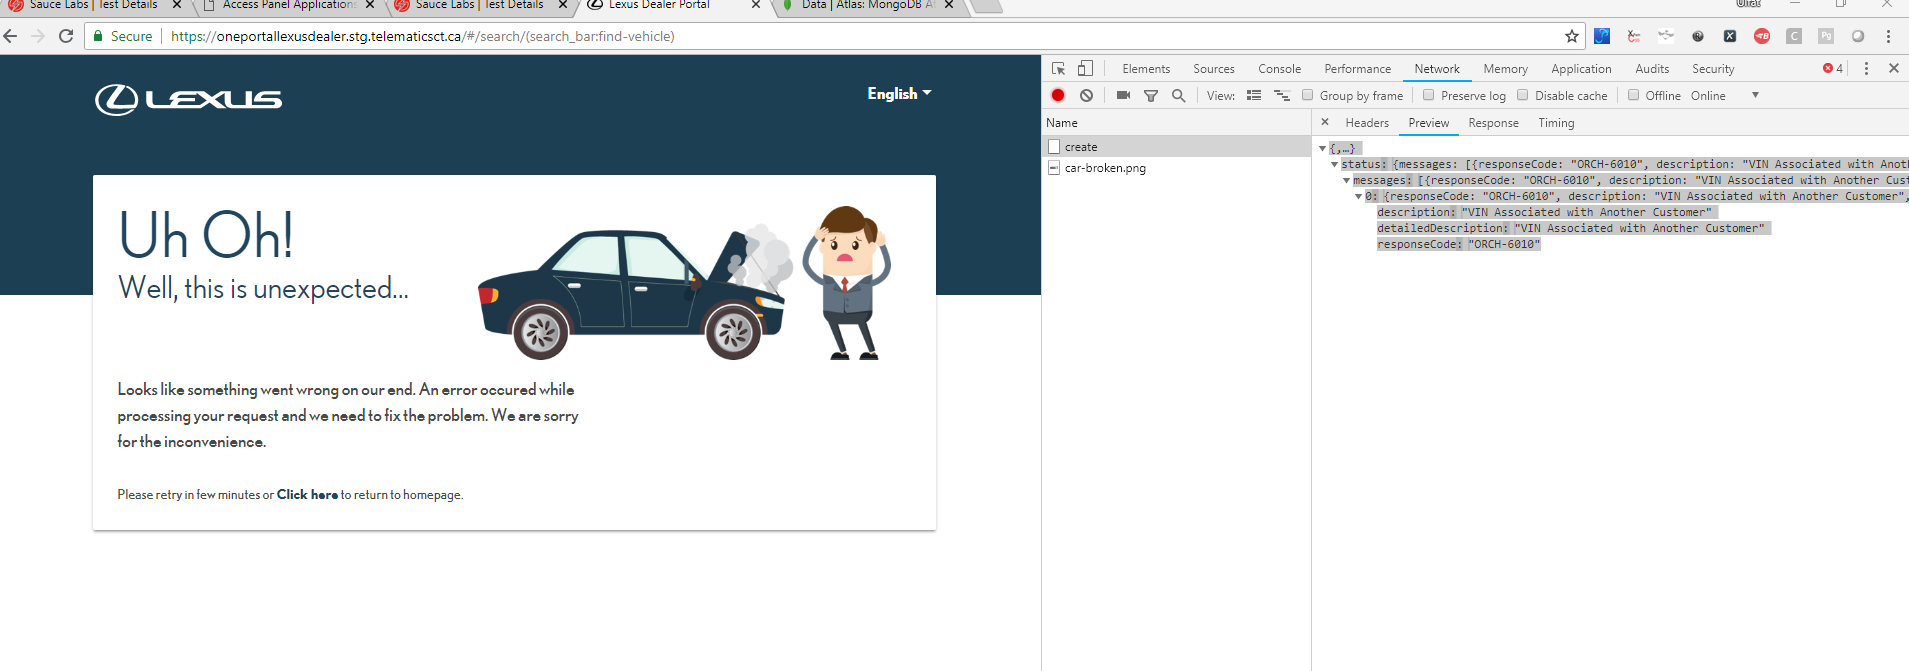 Sauce Labs | Test Details
Access Panel Applications
Sauce Labs | Test Details
Lexus Dealer Portal
Data | Atlas: MongoDB At
Secure https://oneportallexusdealer.stg.telematicsct.ca/#/search/(search_bar:find-vehicle)
Elements Sources Console Performance Network Memory Application Audits Security 4
View: Group by frame Preserve log Disable cache Offline Online
LEXUS
English
Name
Headers Preview Response Timing
create
car-broken.png
{,…}
status: {messages: [{responseCode: "ORCH-6010", description: "VIN Associated with Anoth
messages: [{responseCode: "ORCH-6010", description: "VIN Associated with Another Cust
0: {responseCode: "ORCH-6010", description: "VIN Associated with Another Customer",
description: "VIN Associated with Another Customer"
detailedDescription: "VIN Associated with Another Customer"
responseCode: "ORCH-6010"
Uh Oh!
Well, this is unexpected...
Looks like something went wrong on our end. An error occured while
processing your request and we need to fix the problem. We are sorry
for the inconvenience.
Please retry in few minutes or Click here to return to homepage.